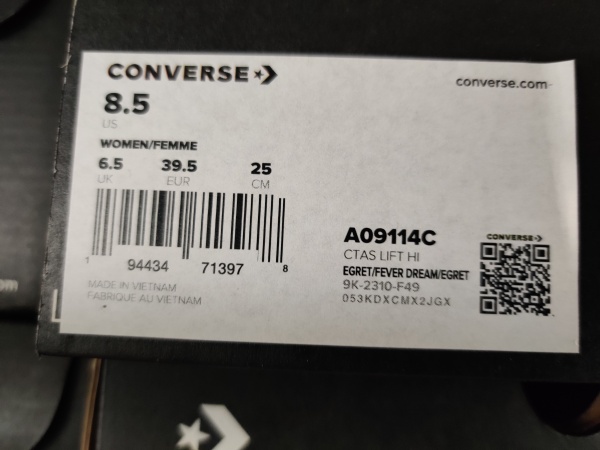 CONVERSE
converse.com
8.5
US
WOMEN/FEMME
6.5 39.5 25
UK EUR CM
1 94434 71397 8
MADE IN VIETNAM
FABRIQUE AU VIETNAM
A09114C
CTAS LIFT HI
EGRET/FEVER DREAM/EGRET
9K-2310-F49
053KDXCMX2JGX
CONVERSE
om